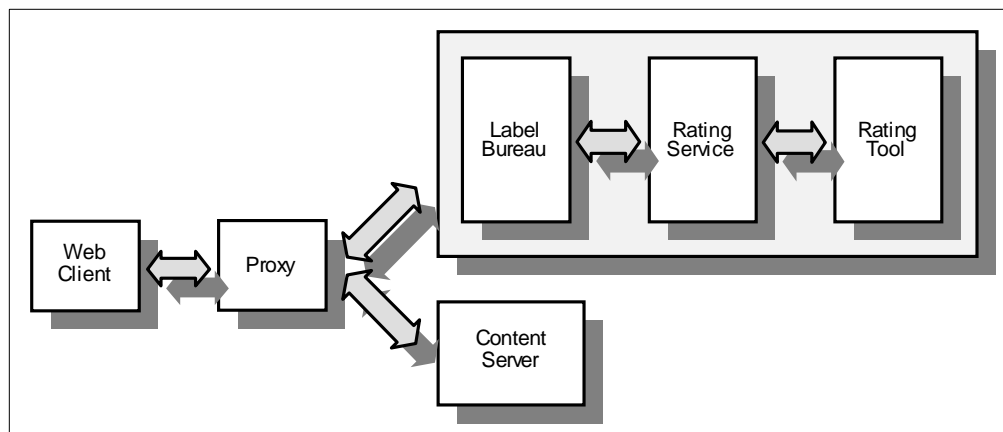 Label
Bureau
Rating
Service
Rating
Tool
Web
Client
Proxy
Content
Server